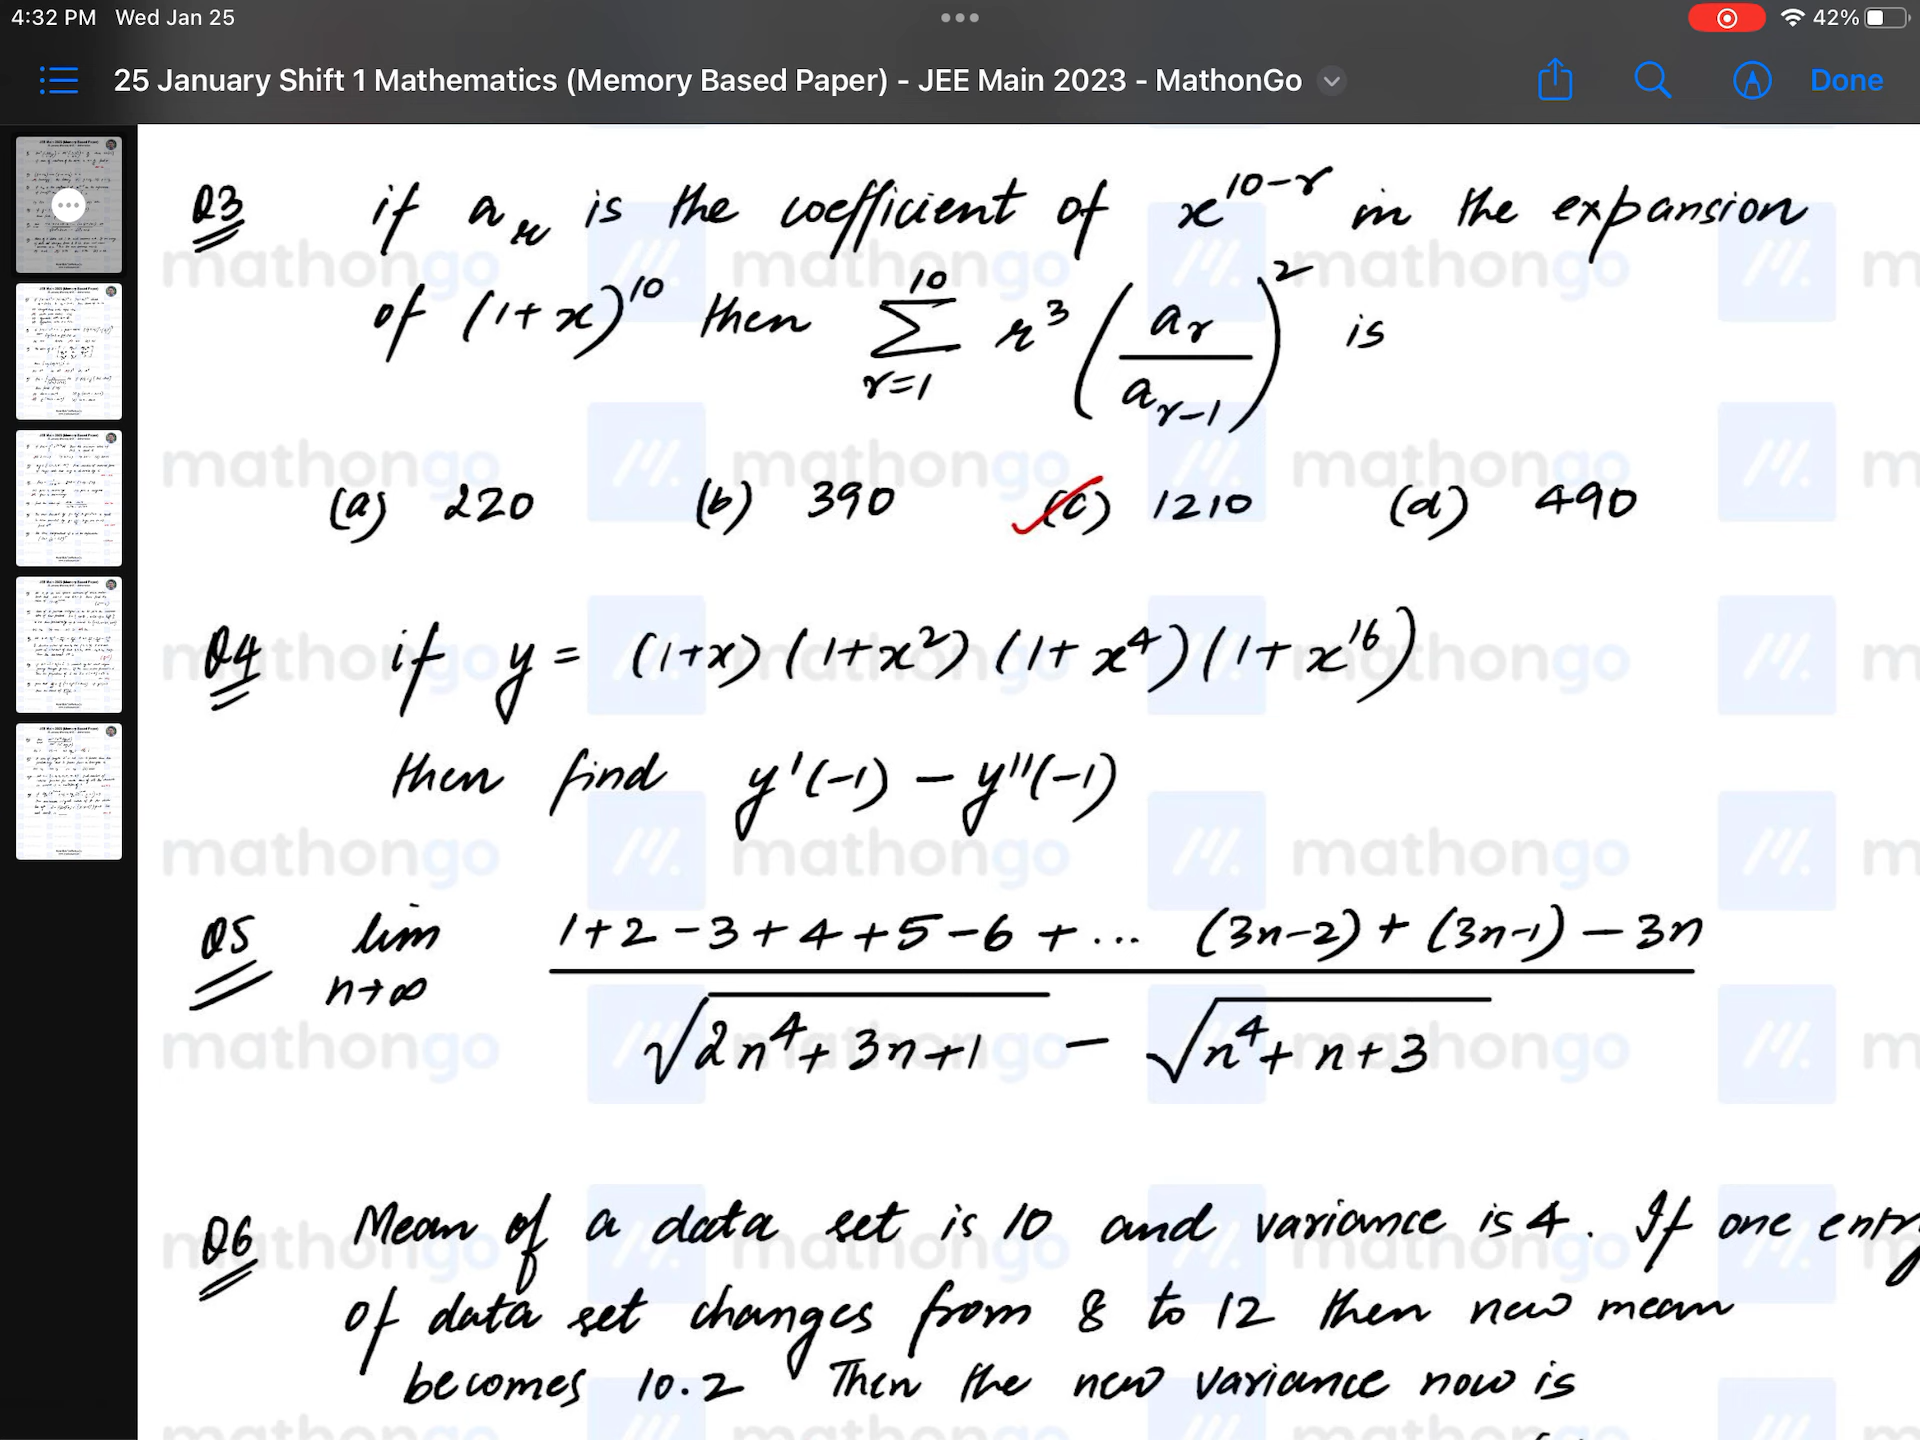 4:32 PM Wed Jan 25
42%
25 January Shift 1 Mathematics (Memory Based Paper) - JEE Main 2023 - MathonGo
Done
Q3 if a_r is the coefficient of x^{10-r} in the expansion
of (1+x)^{10} then \sum_{r=1}^{10} r^3 (a_r / a_{r-1})^2 is
(a) 220 (b) 390 (c) 1210 (d) 490
Q4 if y = (1+x)(1+x^2)(1+x^4)(1+x^{16})
then find y'(-1) - y''(-1)
Q5 lim n→∞ 1+2-3+4+5-6+... (3n-2)+(3n-1)-3n
√(2n^4+3n+1) - √(n^4+n+3)
Q6 Mean of a data set is 10 and variance is 4. If one entry
of data set changes from 8 to 12 then new mean
becomes 10.2 Then the new variance now is
mathongo